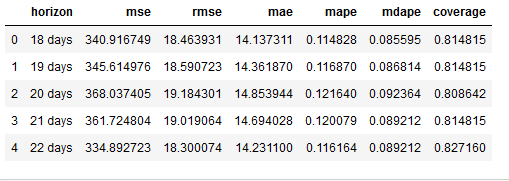 horizon mse rmse mae mape mdape coverage
0 18 days 340.916749 18.463931 14.137311 0.114828 0.085595 0.814815
1 19 days 345.614976 18.590723 14.361870 0.116870 0.086814 0.814815
2 20 days 368.037405 19.184301 14.853944 0.121640 0.092364 0.808642
3 21 days 361.724804 19.019064 14.694028 0.120079 0.089212 0.814815
4 22 days 334.892723 18.300074 14.231100 0.116164 0.089212 0.827160